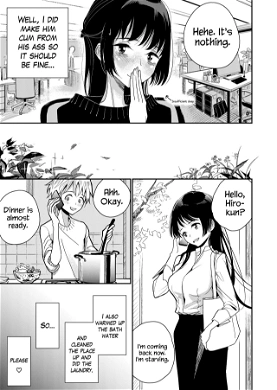 Hehe. It's
nothing.
WELL, I DID
MAKE HIM
CUM FROM
HIS ASS SO
IT SHOULD
BE FINE...
Hello,
Hiro-
kun?
Ahh.
Okay.
Dinner is
almost
ready.
I'm coming
back now.
I'm starving.
I ALSO
WARMED UP
THE BATH
WATER
AND
CLEANED
THE PLACE
UP AND
DID THE
LAUNDRY.
SO...
PLEASE
♡